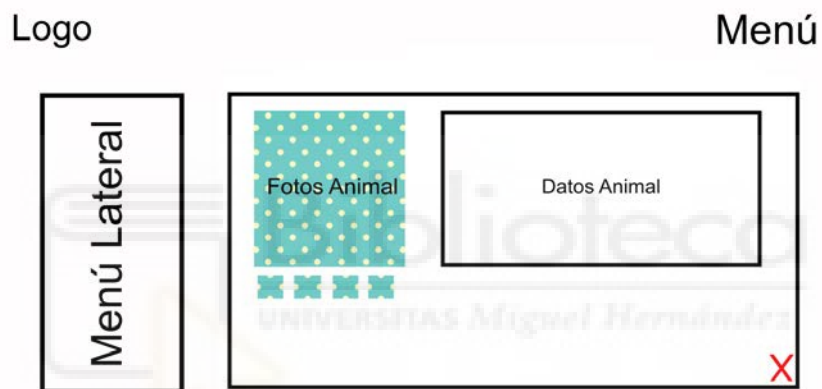 Logo
Menú
Menú Lateral
Fotos Animal
Datos Animal
Biblioteca
UNIVERSITAS Miguel Hernández
X